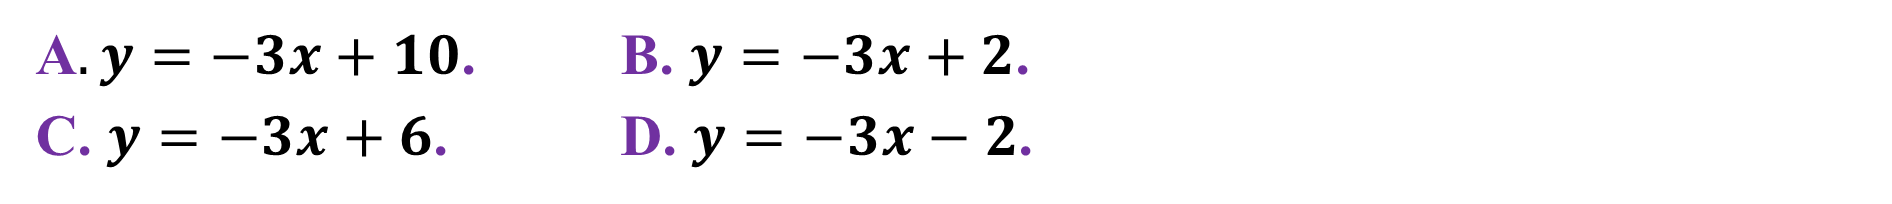 A. y = −3x + 10. B. y = −3x + 2.
C. y = −3x + 6. D. y = −3x − 2.